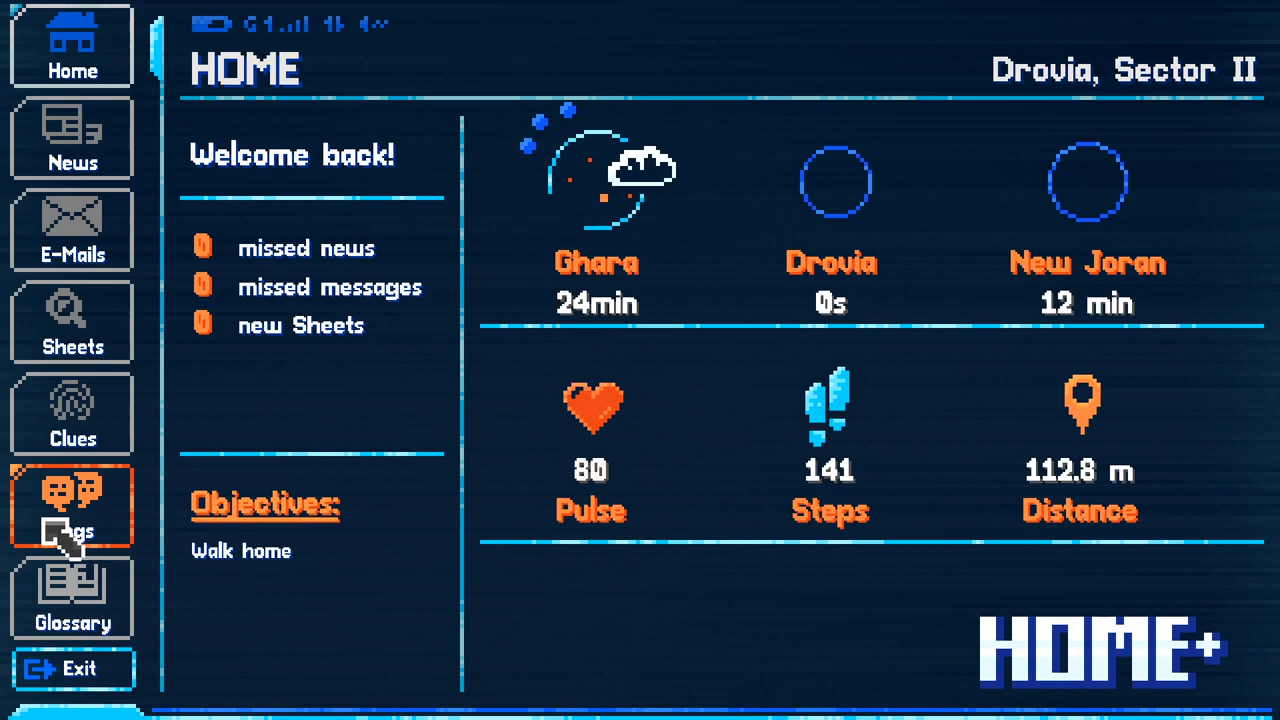 Home
News
E-Mails
Sheets
Clues
Glossary
Exit
HOME
Drovia, Sector II
Welcome back!
0 missed news
0 missed messages
0 new Sheets
Objectives:
Walk home
Ghara
24min
Drovia
0s
New Joran
12 min
80
Pulse
141
Steps
112.8 m
Distance
HOME+